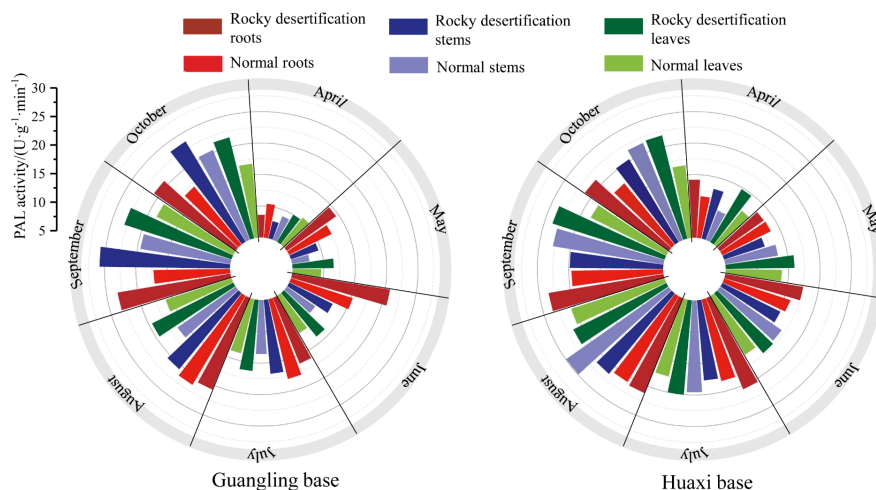 Rocky desertification
roots
Rocky desertification
stems
Rocky desertification
leaves
Normal roots
Normal stems
Normal leaves
PAL activity/(U·g⁻¹·min⁻¹)
30
25
20
15
10
5
April
May
June
July
August
September
October
Guangling base
April
May
June
July
August
September
October
Huaxi base